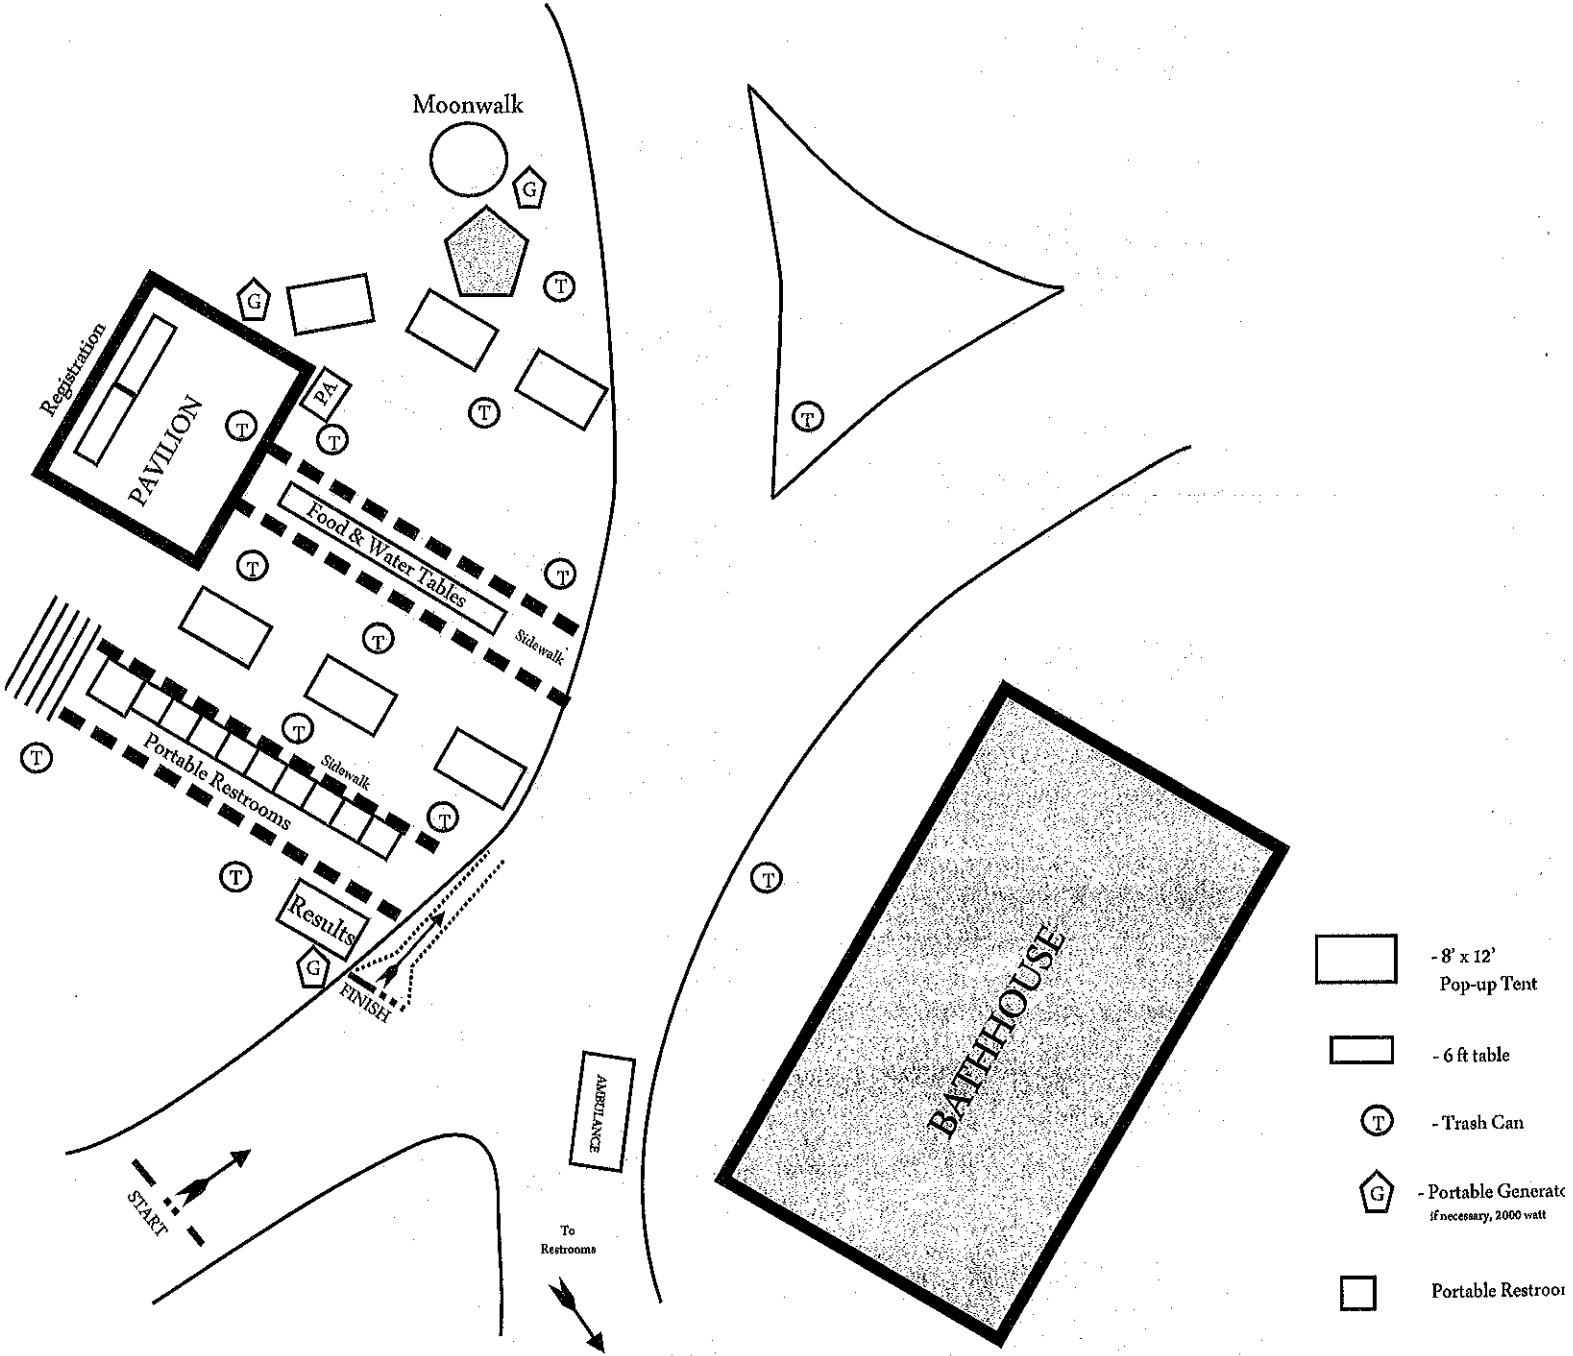 Moonwalk
G
T
G
Registration
PA
T
T
T
T
PAVILION
Food & Water Tables
T
T
Sidewalk
T
T
Sidewalk
Portable Restrooms
T
T
T
T
Results
G
FINISH
BATHHOUSE
AMBULANCE
START
To
Restrooms
- 8' x 12'
Pop-up Tent
- 6 ft table
T - Trash Can
G - Portable Generato
if necessary, 2000 watt
Portable Restroo